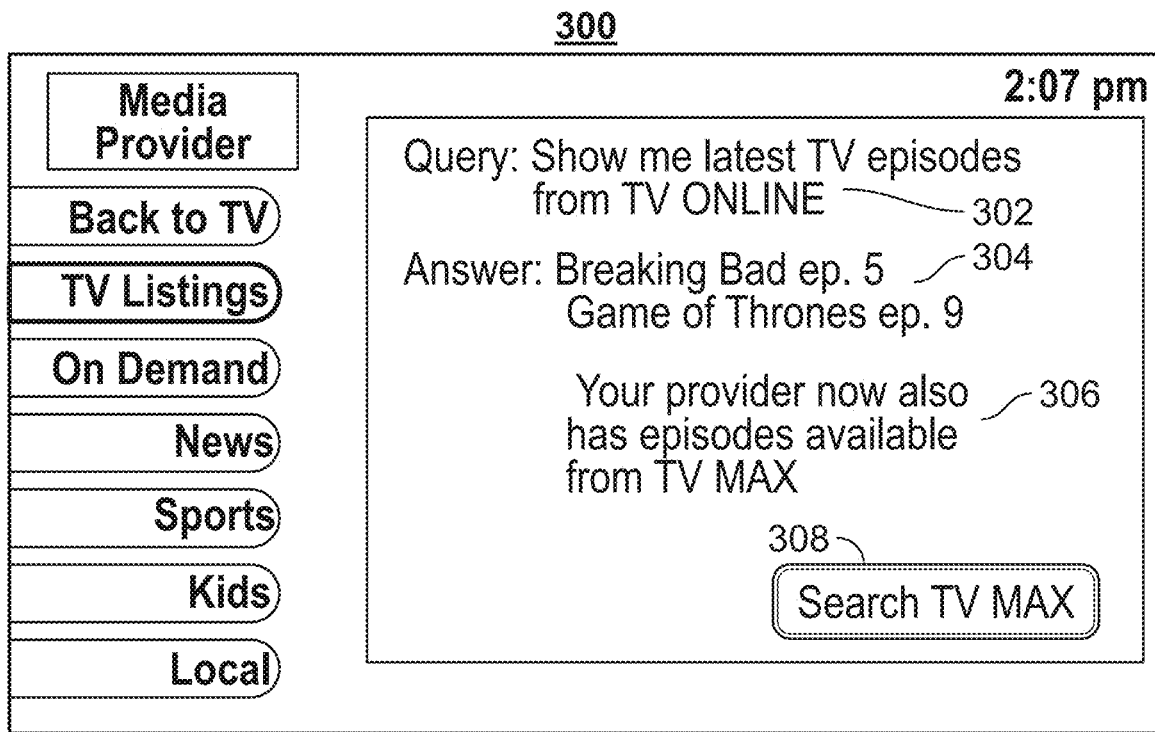 300
2:07 pm
Media
Provider
Back to TV
TV Listings
On Demand
News
Sports
Kids
Local
Query: Show me latest TV episodes
from TV ONLINE
302
Answer: Breaking Bad ep. 5
304
Game of Thrones ep. 9
Your provider now also
306
has episodes available
from TV MAX
308
Search TV MAX